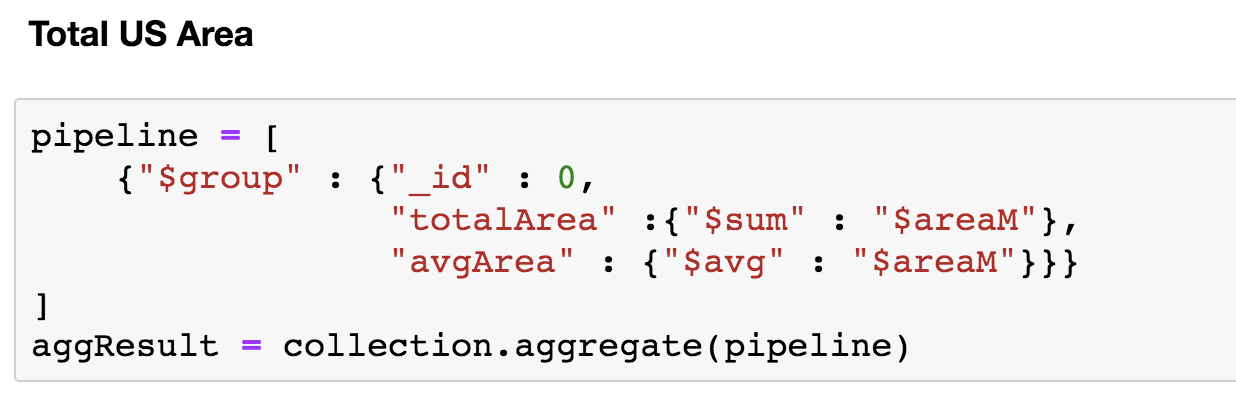 Total US Area
pipeline = [
    {"$group" : {"_id" : 0,
                 "totalArea" :{"$sum" : "$areaM"},
                 "avgArea" : {"$avg" : "$areaM"}}}
]
aggResult = collection.aggregate(pipeline)